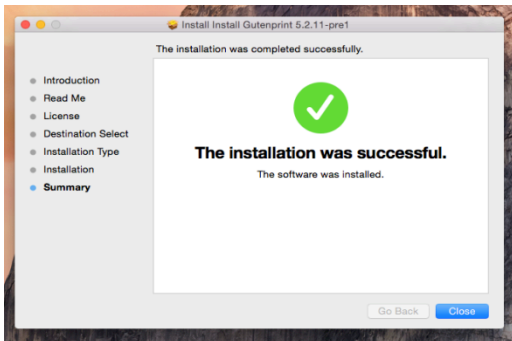 Install Install Gutenprint 5.2.11-pre1
The installation was completed successfully.
Introduction
Read Me
License
Destination Select
Installation Type
Installation
Summary
The installation was successful.
The software was installed.
Go Back
Close